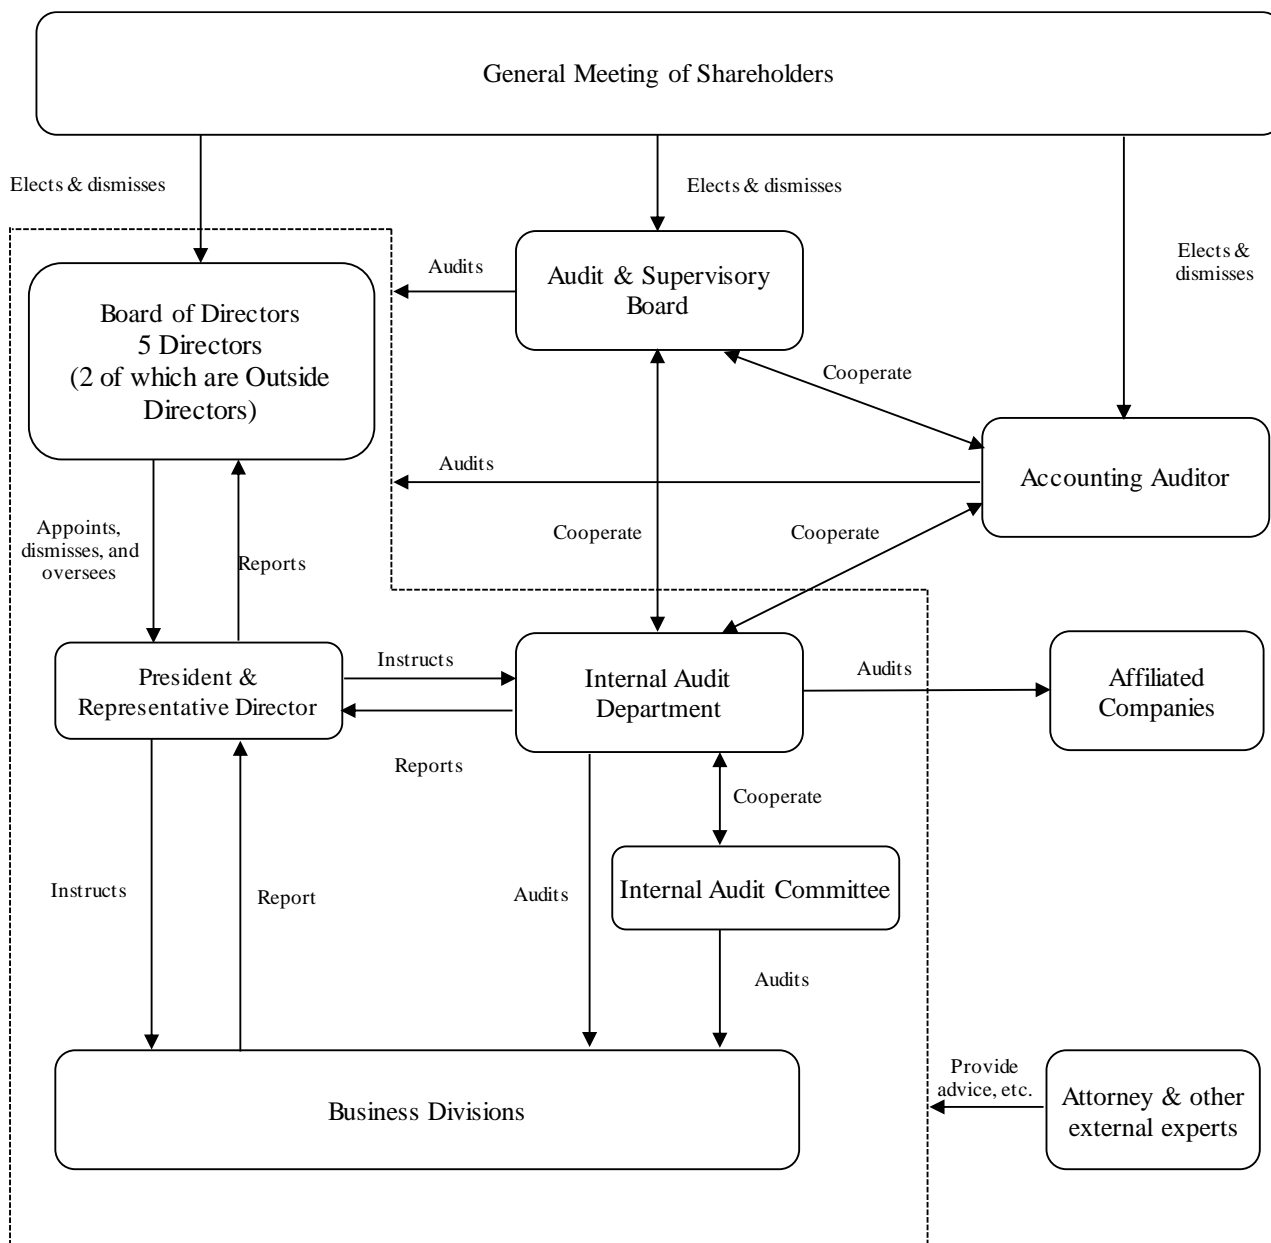 General Meeting of Shareholders
Elects & dismisses
Elects & dismisses
Elects &
dismisses
Audits
Audit & Supervisory
Board
Board of Directors
5 Directors
(2 of which are Outside
Directors)
Cooperate
Audits
Accounting Auditor
Appoints,
dismisses, and
oversees
Reports
Cooperate
Cooperate
President &
Representative Director
Instructs
Internal Audit
Department
Audits
Affiliated
Companies
Reports
Cooperate
Instructs
Report
Audits
Internal Audit Committee
Audits
Business Divisions
Provide
advice, etc.
Attorney & other
external experts